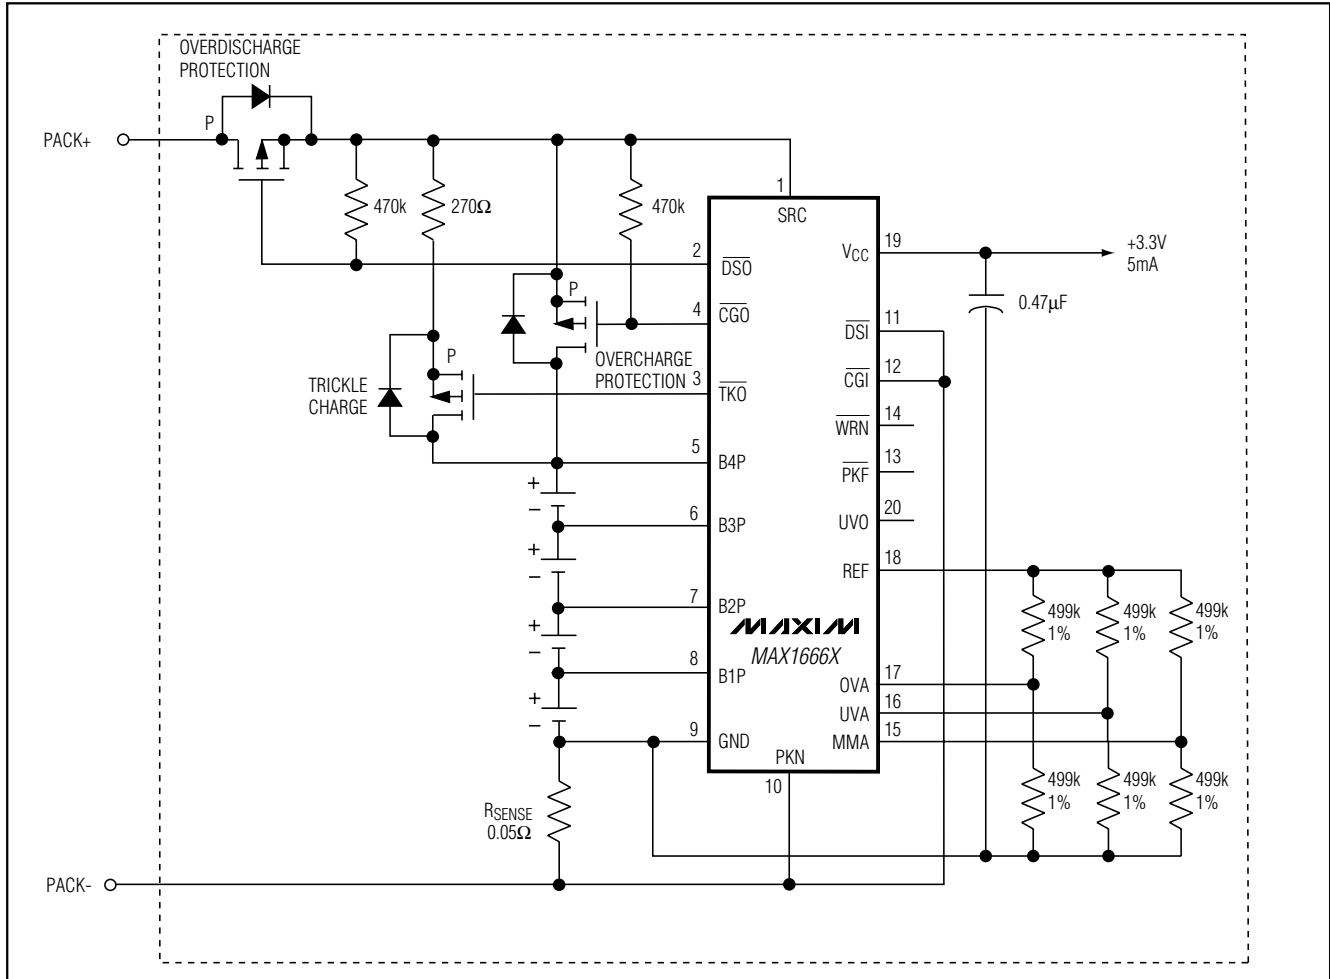 OVERDISCHARGE
PROTECTION
P
PACK+
470k
270Ω
470k
1
SRC
2
DSO
VCC
19
+3.3V
5mA
0.47µF
P
4
CGO
DSI
11
OVERCHARGE
PROTECTION
CGI
12
P
TRICKLE
CHARGE
3
TKO
WRN
14
5
B4P
PKF
13
+
−
6
B3P
UVO
20
+
−
REF
18
7
B2P
499k
1%
499k
1%
499k
1%
MAXIM
MAX1666X
+
−
8
B1P
OVA
17
UVA
16
+
−
9
GND
MMA
15
PKN
10
499k
1%
499k
1%
499k
1%
RSENSE
0.05Ω
PACK-